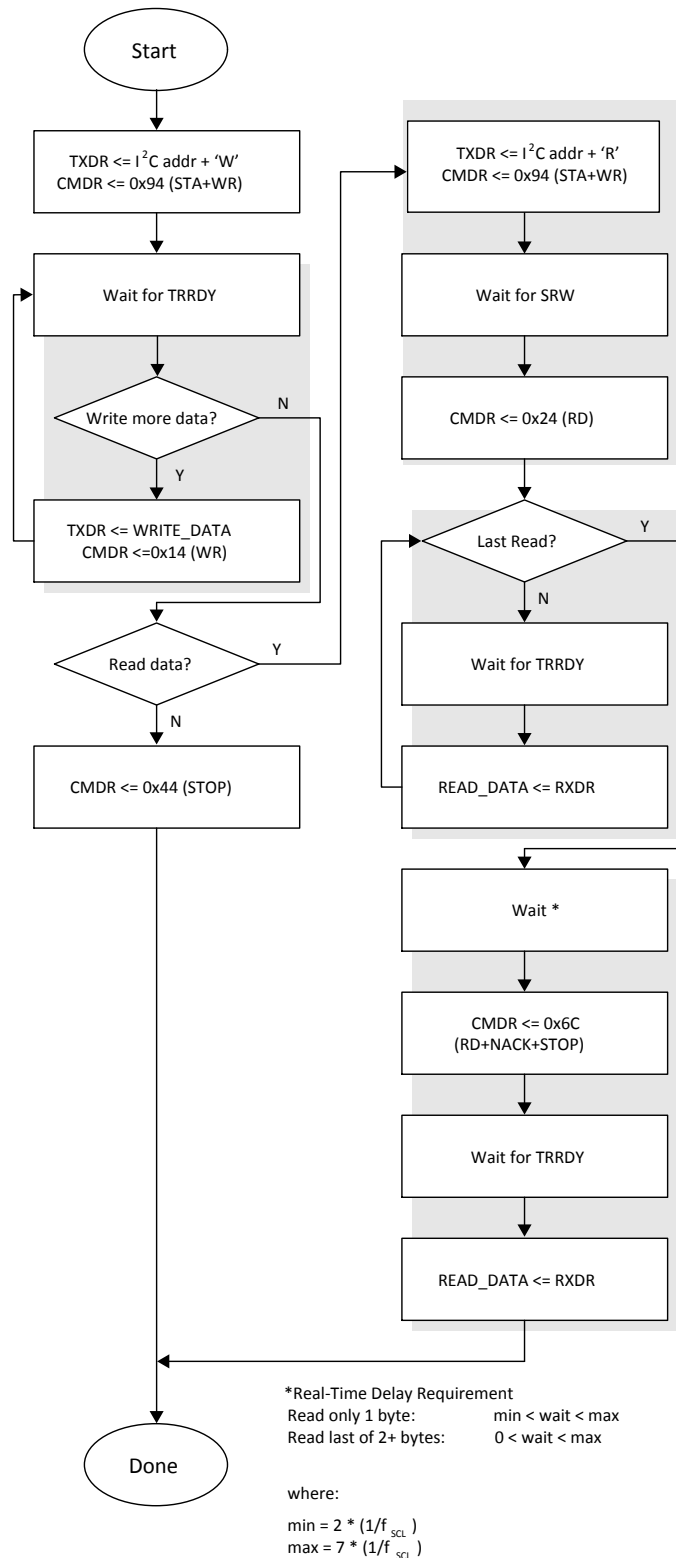 Start
TXDR <= I²C addr + ‘W’
CMDR <= 0x94 (STA+WR)
Wait for TRRDY
Write more data?
N
Y
TXDR <= WRITE_DATA
CMDR <=0x14 (WR)
Read data?
Y
N
CMDR <= 0x44 (STOP)
TXDR <= I²C addr + ‘R’
CMDR <= 0x94 (STA+WR)
Wait for SRW
CMDR <= 0x24 (RD)
Last Read?
Y
N
Wait for TRRDY
READ_DATA <= RXDR
Wait *
CMDR <= 0x6C
(RD+NACK+STOP)
Wait for TRRDY
READ_DATA <= RXDR
Done
*Real-Time Delay Requirement
Read only 1 byte: min < wait < max
Read last of 2+ bytes: 0 < wait < max
where:
min = 2 * (1/f SCL )
max = 7 * (1/f SCL )